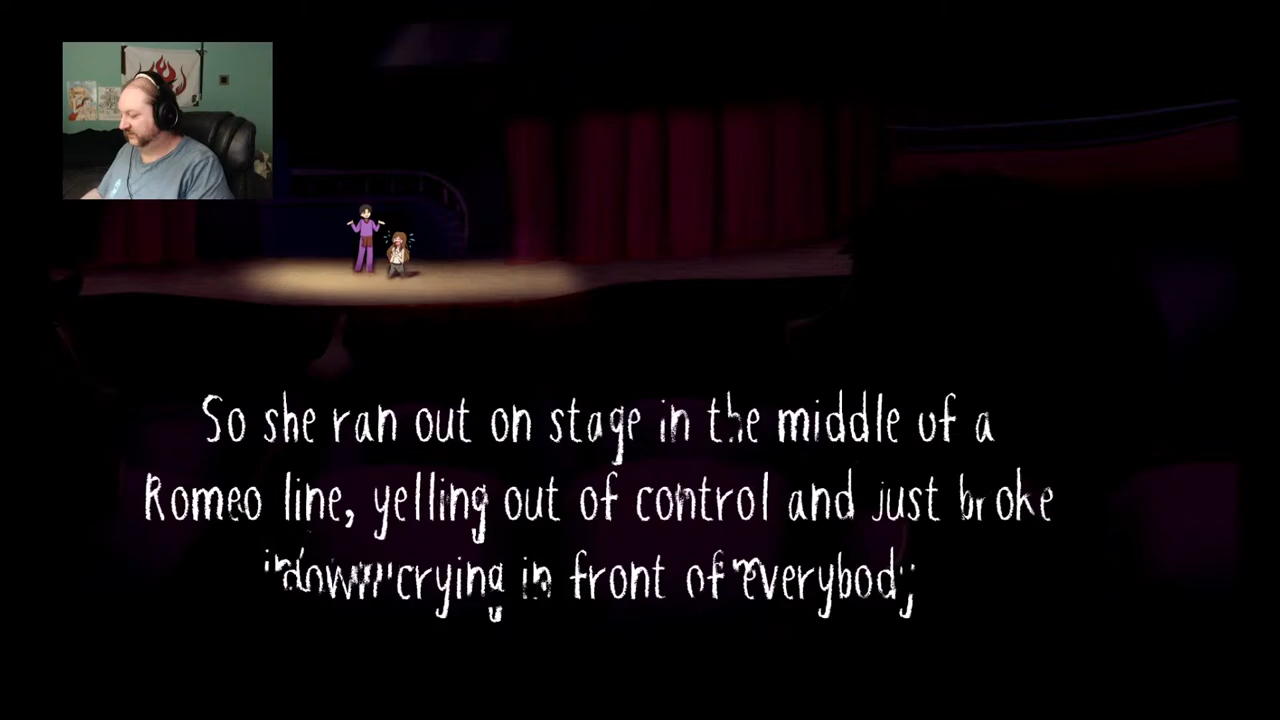 So she ran out on stage in the middle of a
Romeo line, yelling out of control and just broke
down crying in front of everybody